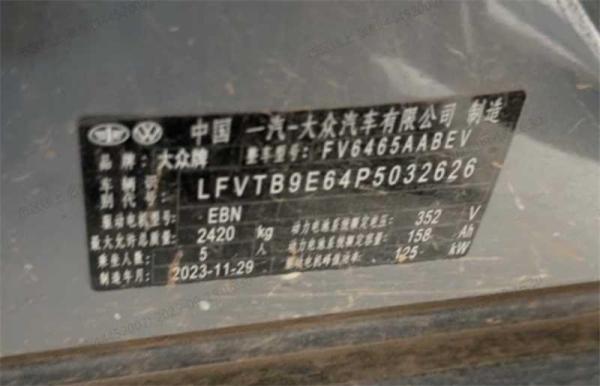 中国 一汽-大众汽车有限公司 制造
品牌: 大众牌 整车型号: FV6465AABEV
车辆识别代号: LFVTB9E64P5032626
驱动电机型号: EBN 动力电池系统额定电压: 352 V
最大允许总质量: 2420 kg 动力电池系统额定容量: 158 Ah
乘坐人数: 5 人 驱动电机峰值功率: 125 kW
制造年月: 2023-11-29